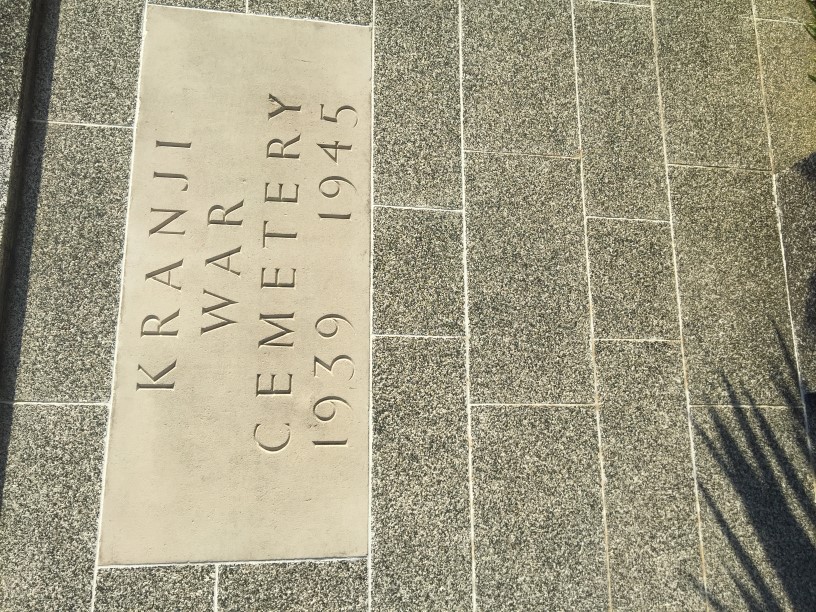 KRANJI
WAR
CEMETERY
1939 1945